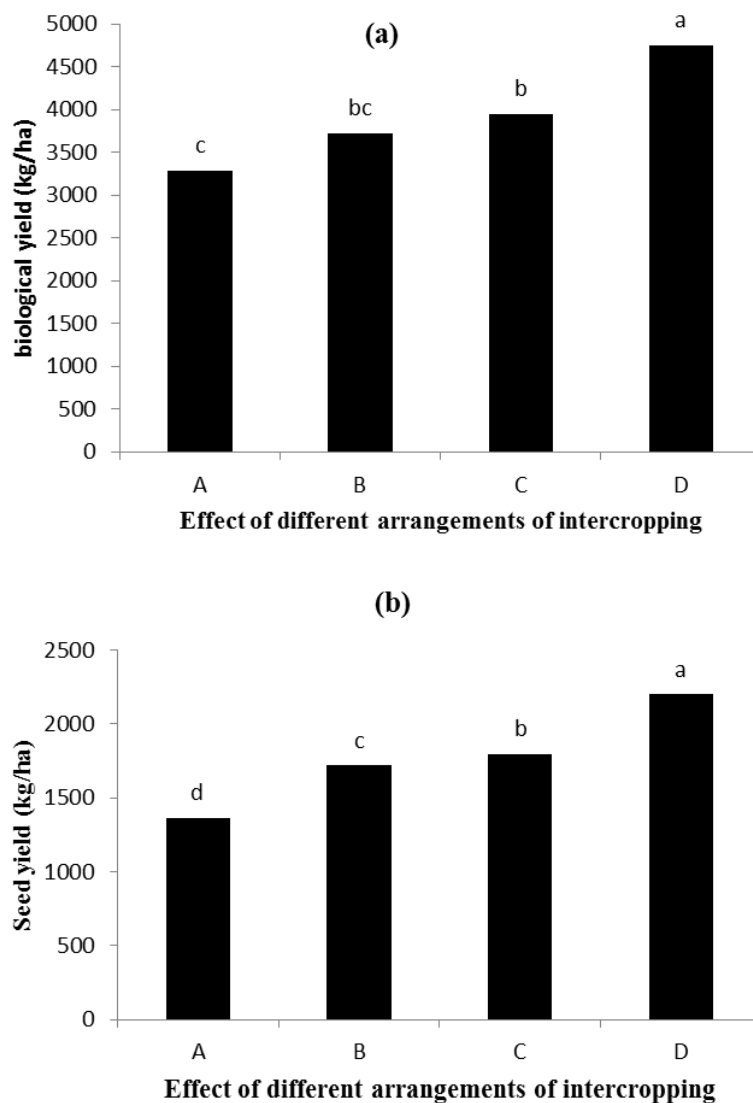 (a)
biological yield (kg/ha)
5000
4500
4000
3500
3000
2500
2000
1500
1000
500
0
c
bc
b
a
A B C D
Effect of different arrangements of intercropping
(b)
Seed yield (kg/ha)
2500
2000
1500
1000
500
0
d
c
b
a
A B C D
Effect of different arrangements of intercropping